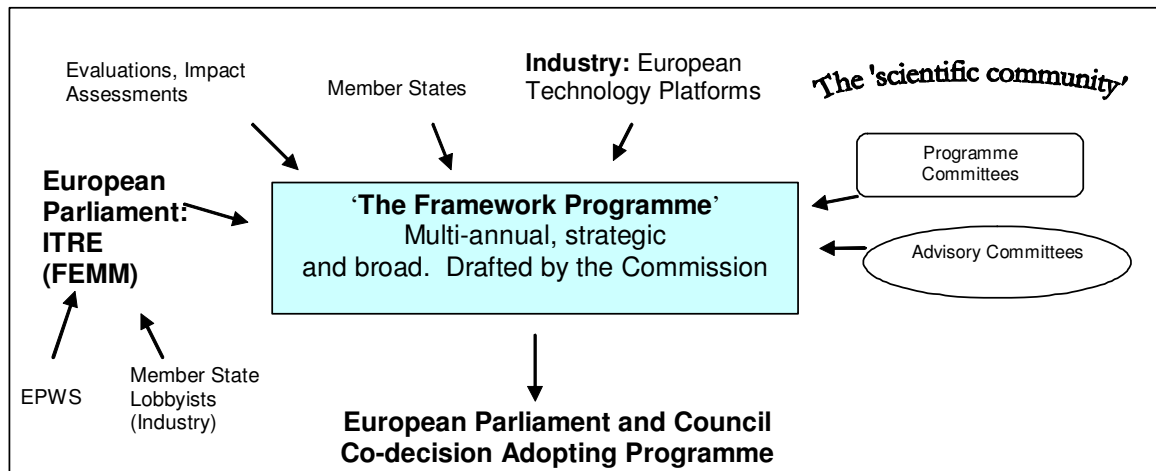 Evaluations, Impact
Assessments
Member States
Industry: European
Technology Platforms
The 'scientific community'
Programme
Committees
Advisory Committees
European
Parliament:
ITRE
(FEMM)
'The Framework Programme'
Multi-annual, strategic
and broad.  Drafted by the Commission
EPWS
Member State
Lobbyists
(Industry)
European Parliament and Council
Co-decision Adopting Programme